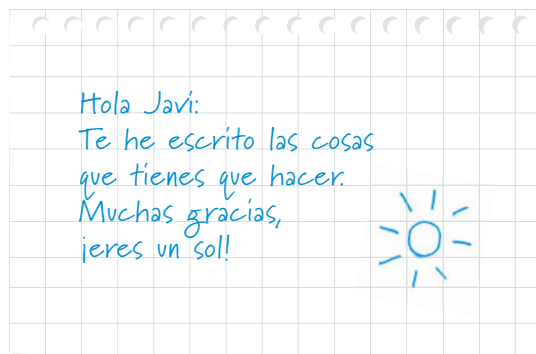 Hola Javi:
Te he escrito las cosas
que tienes que hacer.
Muchas gracias,
¡eres un sol!